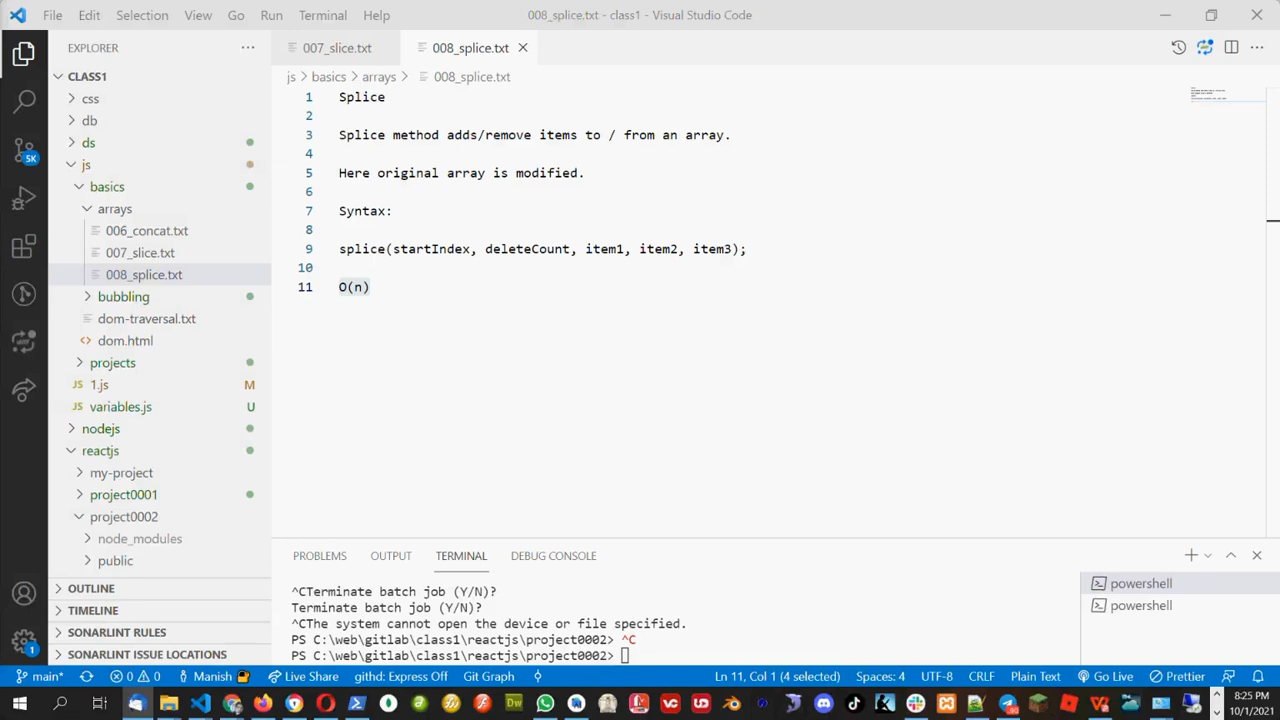 File Edit Selection View Go Run Terminal Help 008_splice.txt - class1 - Visual Studio Code
EXPLORER
007_slice.txt 008_splice.txt
CLASS1
css
db
ds
js
basics
arrays
006_concat.txt
007_slice.txt
008_splice.txt
bubbling
dom-traversal.txt
dom.html
projects
JS 1.js M
JS variables.js U
nodejs
reactjs
my-project
project0001
project0002
node_modules
public
OUTLINE
TIMELINE
SONARLINT RULES
SONARLINT ISSUE LOCATIONS
SK
1
js > basics > arrays > 008_splice.txt
1 Splice
2
3 Splice method adds/remove items to / from an array.
4
5 Here original array is modified.
6
7 Syntax:
8
9 splice(startIndex, deleteCount, item1, item2, item3);
10
11 O(n)
PROBLEMS OUTPUT TERMINAL DEBUG CONSOLE
^CTerminate batch job (Y/N)?
Terminate batch job (Y/N)?
^CThe system cannot open the device or file specified.
PS C:\web\gitlab\class1\reactjs\project0002> ^C
PS C:\web\gitlab\class1\reactjs\project0002>
powershell
powershell
main* 0 0 Manish Live Share githd: Express Off Git Graph Ln 11, Col 1 (4 selected) Spaces: 4 UTF-8 CRLF Plain Text Go Live Prettier
8:25 PM
10/1/2021